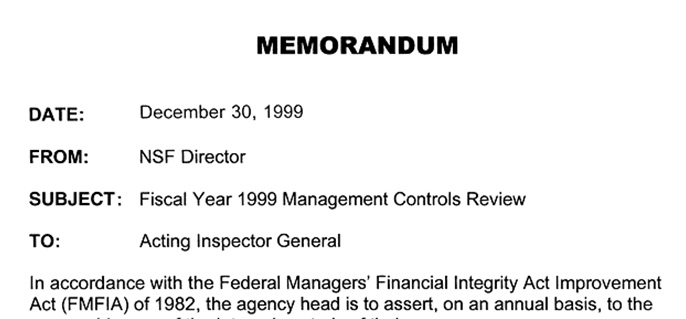 MEMORANDUM
DATE: December 30, 1999
FROM: NSF Director
SUBJECT: Fiscal Year 1999 Management Controls Review
TO: Acting Inspector General
In accordance with the Federal Managers' Financial Integrity Act Improvement
Act (FMFIA) of 1982, the agency head is to assert, on an annual basis, to the